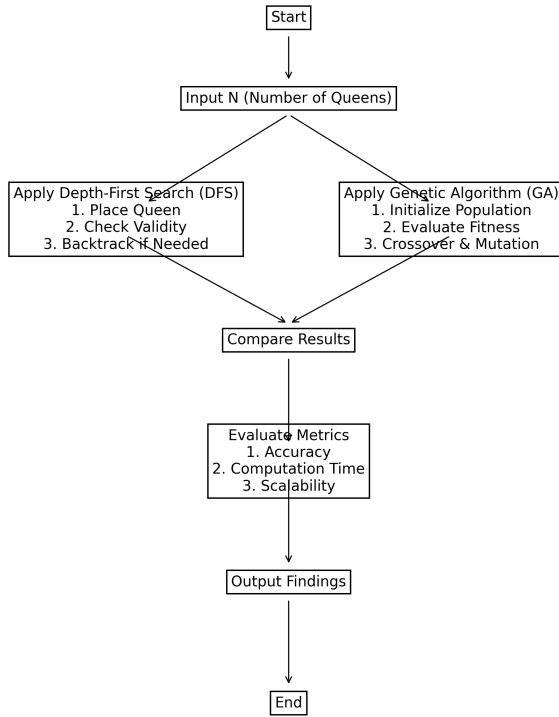 Start
Input N (Number of Queens)
Apply Depth-First Search (DFS)
1. Place Queen
2. Check Validity
3. Backtrack if Needed
Apply Genetic Algorithm (GA)
1. Initialize Population
2. Evaluate Fitness
3. Crossover & Mutation
Compare Results
Evaluate Metrics
1. Accuracy
2. Computation Time
3. Scalability
Output Findings
End